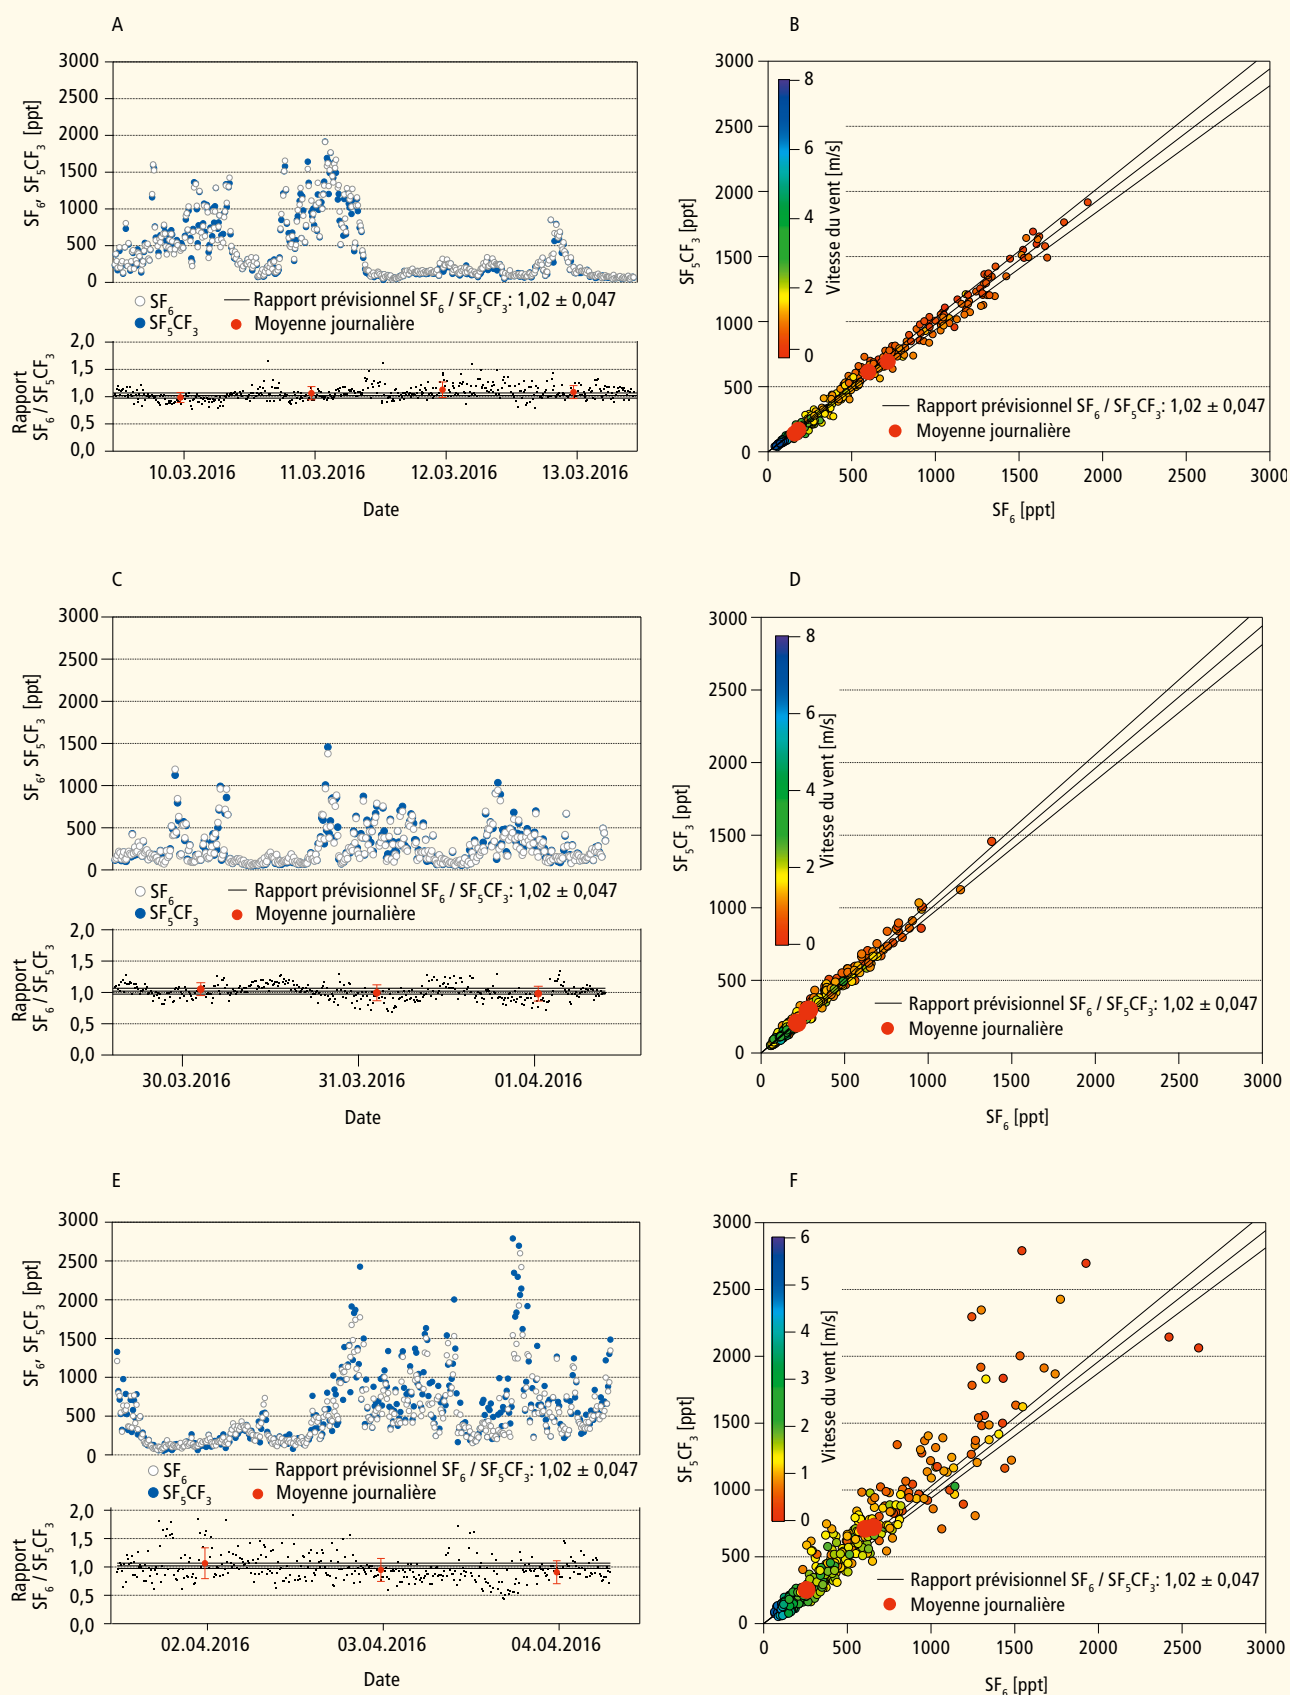 A
3000
2500
2000
1500
1000
500
0
SF6, SF5CF3 [ppt]
SF6
SF5CF3
Rapport prévisionnel SF6 / SF5CF3: 1,02 ± 0,047
Moyenne journalière
2,0
1,5
1,0
0,5
0,0
Rapport
SF6 / SF5CF3
10.03.2016 11.03.2016 12.03.2016 13.03.2016
Date
B
3000
2500
2000
1500
1000
500
0
SF5CF3 [ppt]
8
6
4
2
0
Vitesse du vent [m/s]
Rapport prévisionnel SF6 / SF5CF3: 1,02 ± 0,047
Moyenne journalière
0 500 1000 1500 2000 2500 3000
SF6 [ppt]
C
3000
2500
2000
1500
1000
500
0
SF6, SF5CF3 [ppt]
SF6
SF5CF3
Rapport prévisionnel SF6 / SF5CF3: 1,02 ± 0,047
Moyenne journalière
2,0
1,5
1,0
0,5
0,0
Rapport
SF6 / SF5CF3
30.03.2016 31.03.2016 01.04.2016
Date
D
3000
2500
2000
1500
1000
500
0
SF5CF3 [ppt]
8
6
4
2
0
Vitesse du vent [m/s]
Rapport prévisionnel SF6 / SF5CF3: 1,02 ± 0,047
Moyenne journalière
0 500 1000 1500 2000 2500 3000
SF6 [ppt]
E
3000
2500
2000
1500
1000
500
0
SF6, SF5CF3 [ppt]
SF6
SF5CF3
Rapport prévisionnel SF6 / SF5CF3: 1,02 ± 0,047
Moyenne journalière
2,0
1,5
1,0
0,5
0,0
Rapport
SF6 / SF5CF3
02.04.2016 03.04.2016 04.04.2016
Date
F
3000
2500
2000
1500
1000
500
0
SF5CF3 [ppt]
6
5
4
3
2
1
0
Vitesse du vent [m/s]
Rapport prévisionnel SF6 / SF5CF3: 1,02 ± 0,047
Moyenne journalière
0 500 1000 1500 2000 2500 3000
SF6 [ppt]